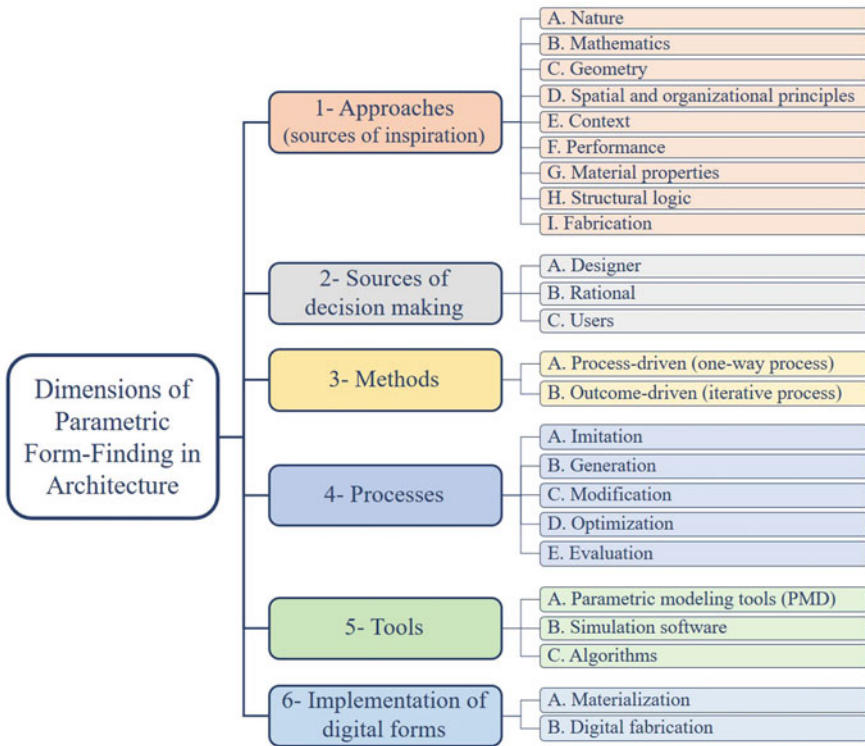 Dimensions of
Parametric
Form-Finding in
Architecture
1- Approaches
(sources of inspiration)
A. Nature
B. Mathematics
C. Geometry
D. Spatial and organizational principles
E. Context
F. Performance
G. Material properties
H. Structural logic
I. Fabrication
2- Sources of
decision making
A. Designer
B. Rational
C. Users
3- Methods
A. Process-driven (one-way process)
B. Outcome-driven (iterative process)
4- Processes
A. Imitation
B. Generation
C. Modification
D. Optimization
E. Evaluation
5- Tools
A. Parametric modeling tools (PMD)
B. Simulation software
C. Algorithms
6- Implementation of
digital forms
A. Materialization
B. Digital fabrication